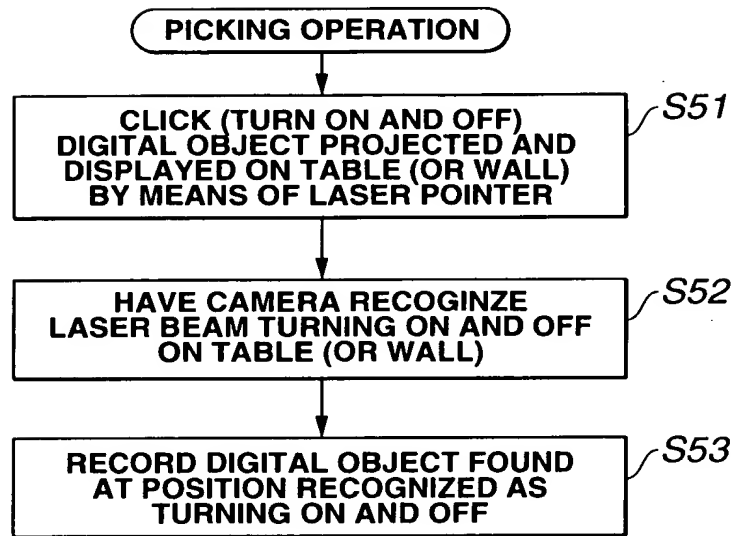 PICKING OPERATION
S51
CLICK (TURN ON AND OFF)
DIGITAL OBJECT PROJECTED AND
DISPLAYED ON TABLE (OR WALL)
BY MEANS OF LASER POINTER
S52
HAVE CAMERA RECOGINZE
LASER BEAM TURNING ON AND OFF
ON TABLE (OR WALL)
S53
RECORD DIGITAL OBJECT FOUND
AT POSITION RECOGNIZED AS
TURNING ON AND OFF